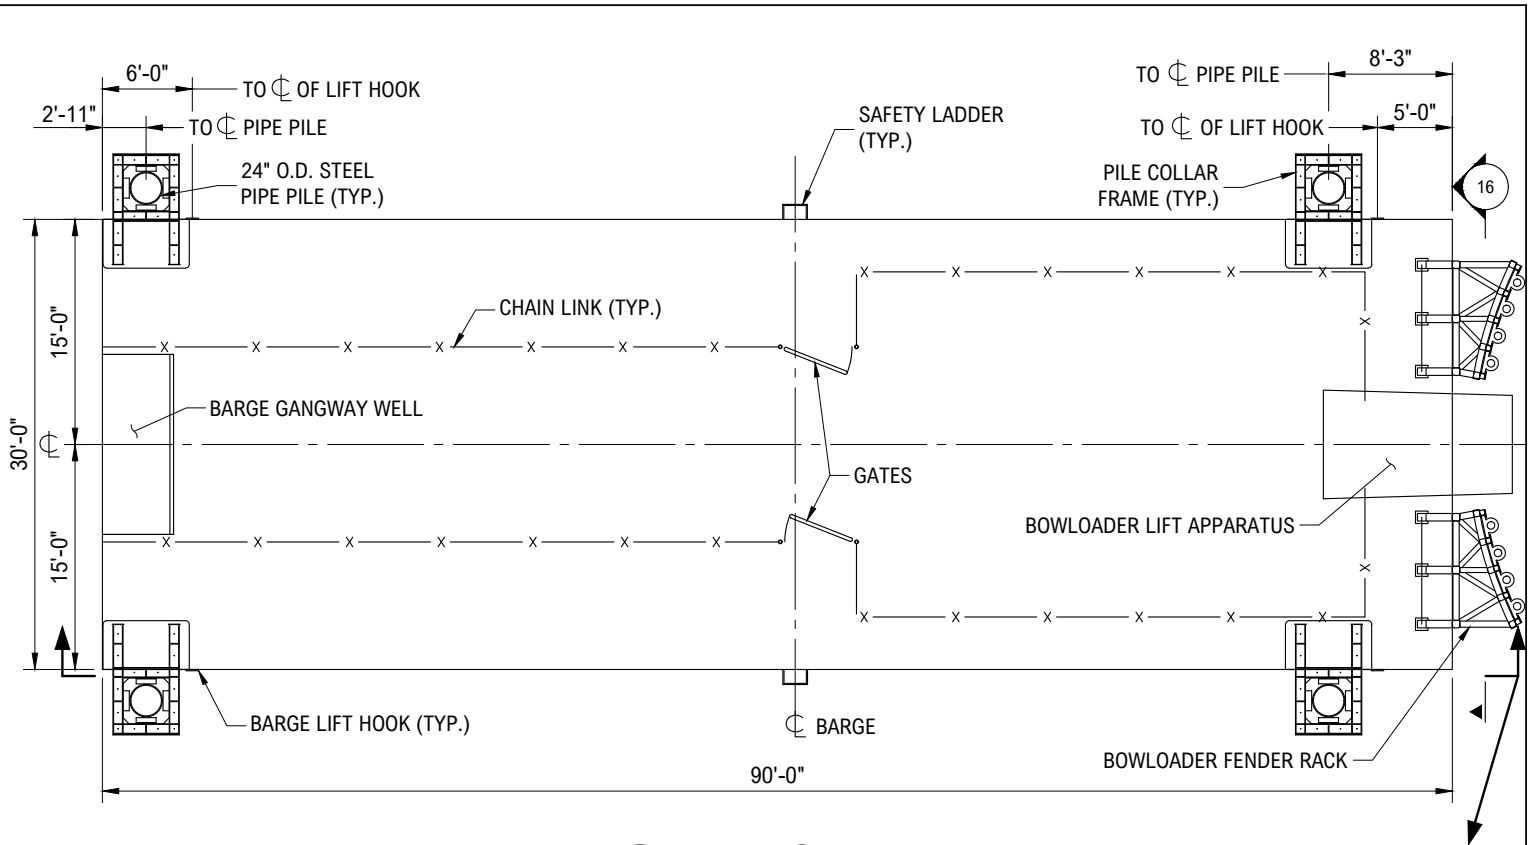 6'-0"
TO ℄ OF LIFT HOOK
2'-11"
TO ℄ PIPE PILE
24" O.D. STEEL
PIPE PILE (TYP.)
SAFETY LADDER
(TYP.)
8'-3"
TO ℄ PIPE PILE
5'-0"
TO ℄ OF LIFT HOOK
PILE COLLAR
FRAME (TYP.)
16
15'-0"
30'-0"
15'-0"
℄
X X X X X X
X X X X X X
X
CHAIN LINK (TYP.)
X X X X X X X
BARGE GANGWAY WELL
GATES
BOWLOADER LIFT APPARATUS
X X X X X X X
X
X X X X X X
BARGE LIFT HOOK (TYP.)
℄ BARGE
BOWLOADER FENDER RACK
90'-0"